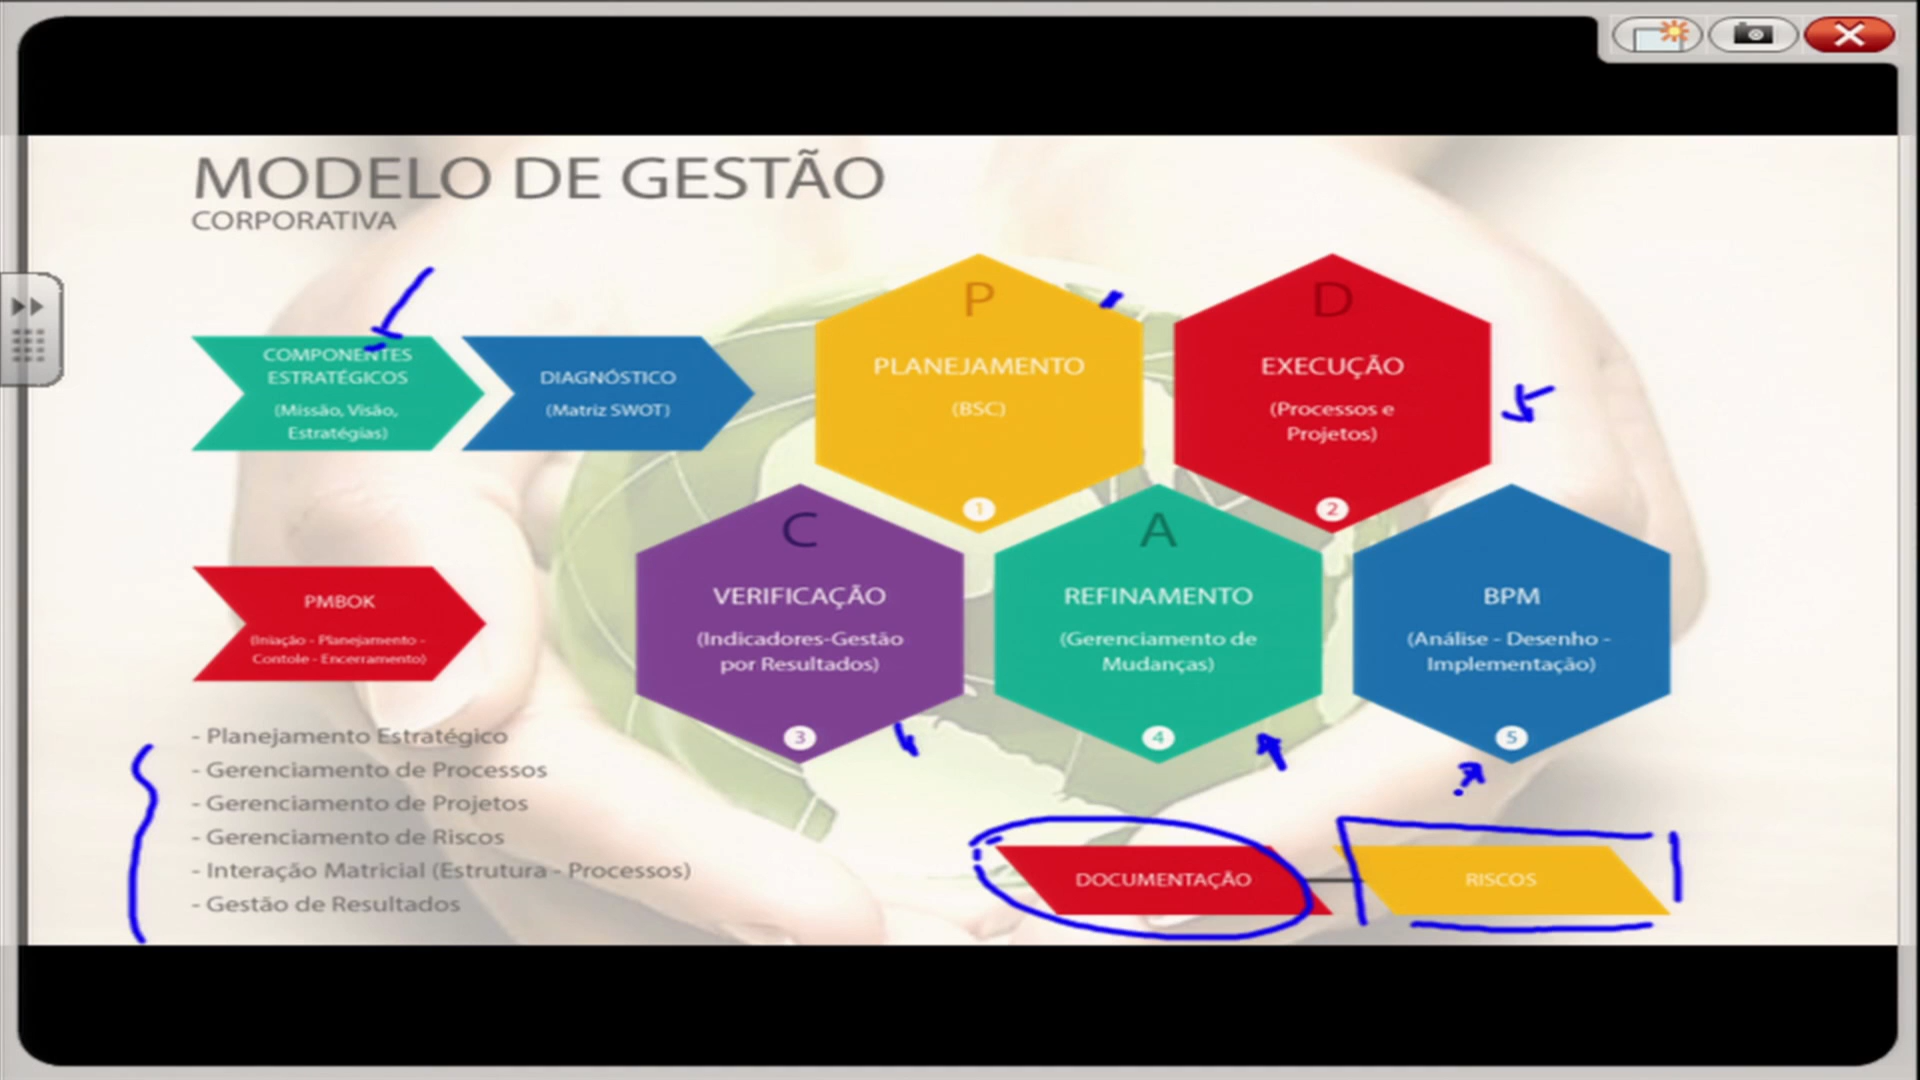 MODELO DE GESTÃO
CORPORATIVA
COMPONENTES
ESTRATÉGICOS
(Missão, Visão,
Estratégias)
DIAGNÓSTICO
(Matriz SWOT)
P
PLANEJAMENTO
(BSC)
1
D
EXECUÇÃO
(Processos e
Projetos)
2
PMBOK
(Iniação - Planejamento -
Contole - Encerramento)
C
VERIFICAÇÃO
(Indicadores-Gestão
por Resultados)
3
A
REFINAMENTO
(Gerenciamento de
Mudanças)
4
BPM
(Análise - Desenho -
Implementação)
5
- Planejamento Estratégico
- Gerenciamento de Processos
- Gerenciamento de Projetos
- Gerenciamento de Riscos
- Interação Matricial (Estrutura - Processos)
- Gestão de Resultados
DOCUMENTAÇÃO
RISCOS